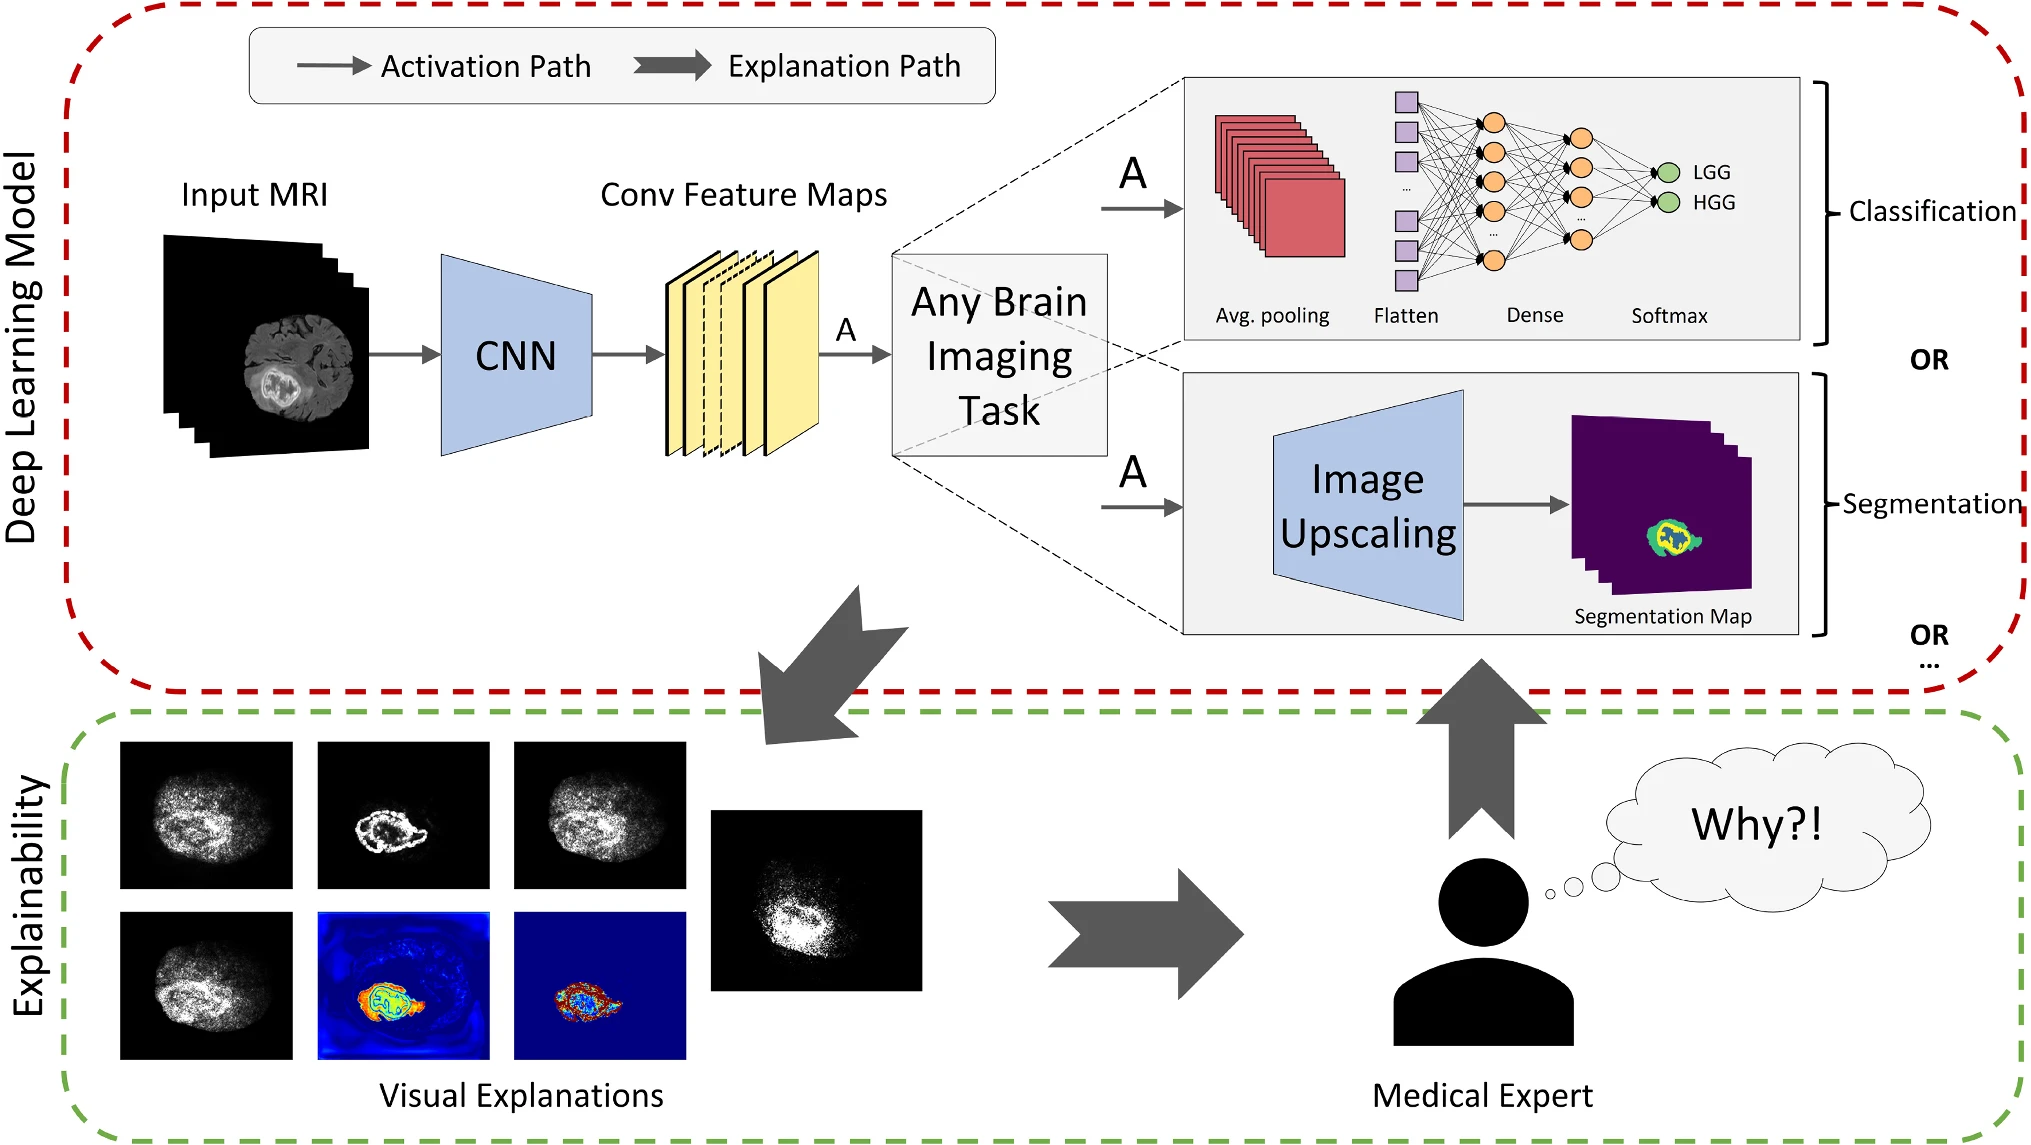 Activation Path
Explanation Path
Deep Learning Model
Input MRI
CNN
Conv Feature Maps
A
Any Brain
Imaging
Task
A
...
...
...
LGG
HGG
Avg. pooling
Flatten
Dense
Softmax
Classification
OR
A
Image
Upscaling
Segmentation Map
Segmentation
OR
...
Explainability
Visual Explanations
Why?!
Medical Expert